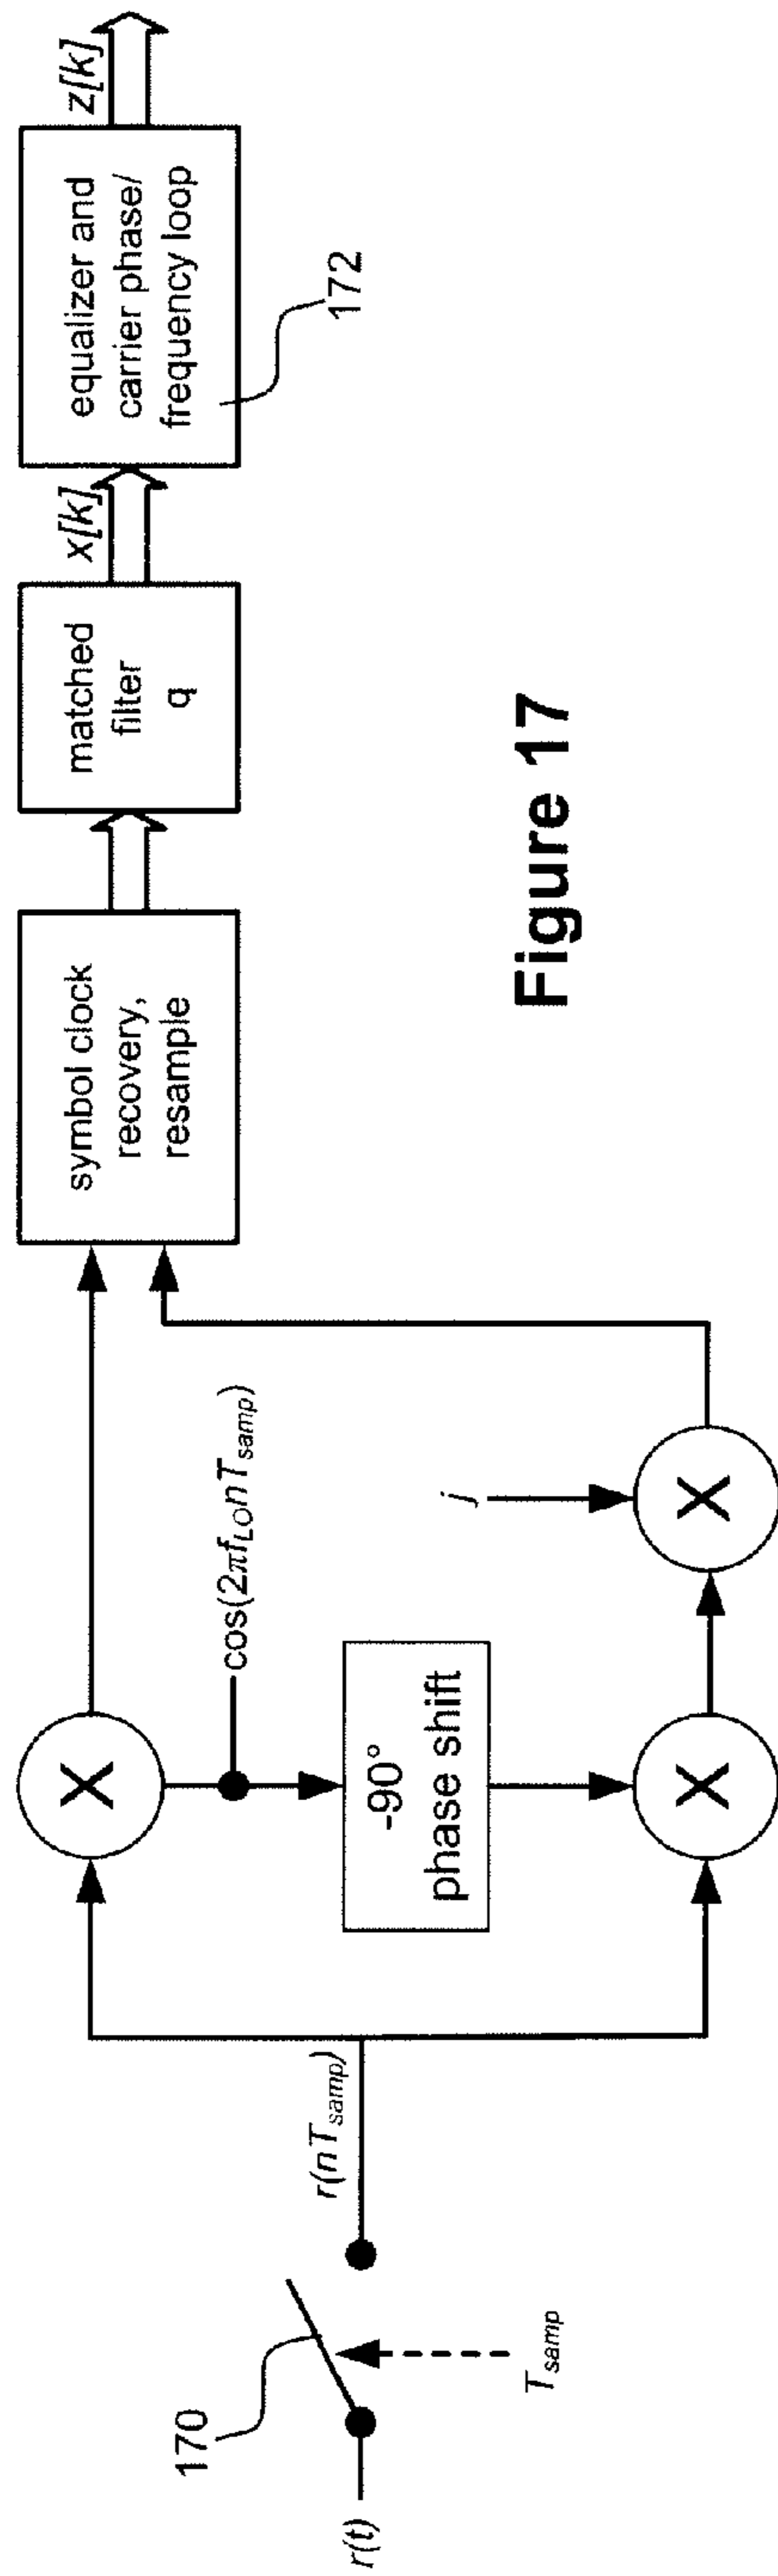 r(t)
170
T_samp
r(nT_samp)
X
cos(2πf_LO nT_samp)
-90°
phase shift
X
j
X
symbol clock
recovery,
resample
matched
filter
q
x[k]
equalizer and
carrier phase/
frequency loop
172
z[k]
Figure 17